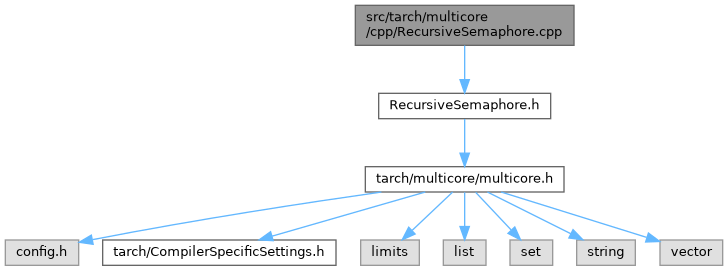 src/tarch/multicore
/cpp/RecursiveSemaphore.cpp
RecursiveSemaphore.h
tarch/multicore/multicore.h
config.h
tarch/CompilerSpecificSettings.h
limits
list
set
string
vector